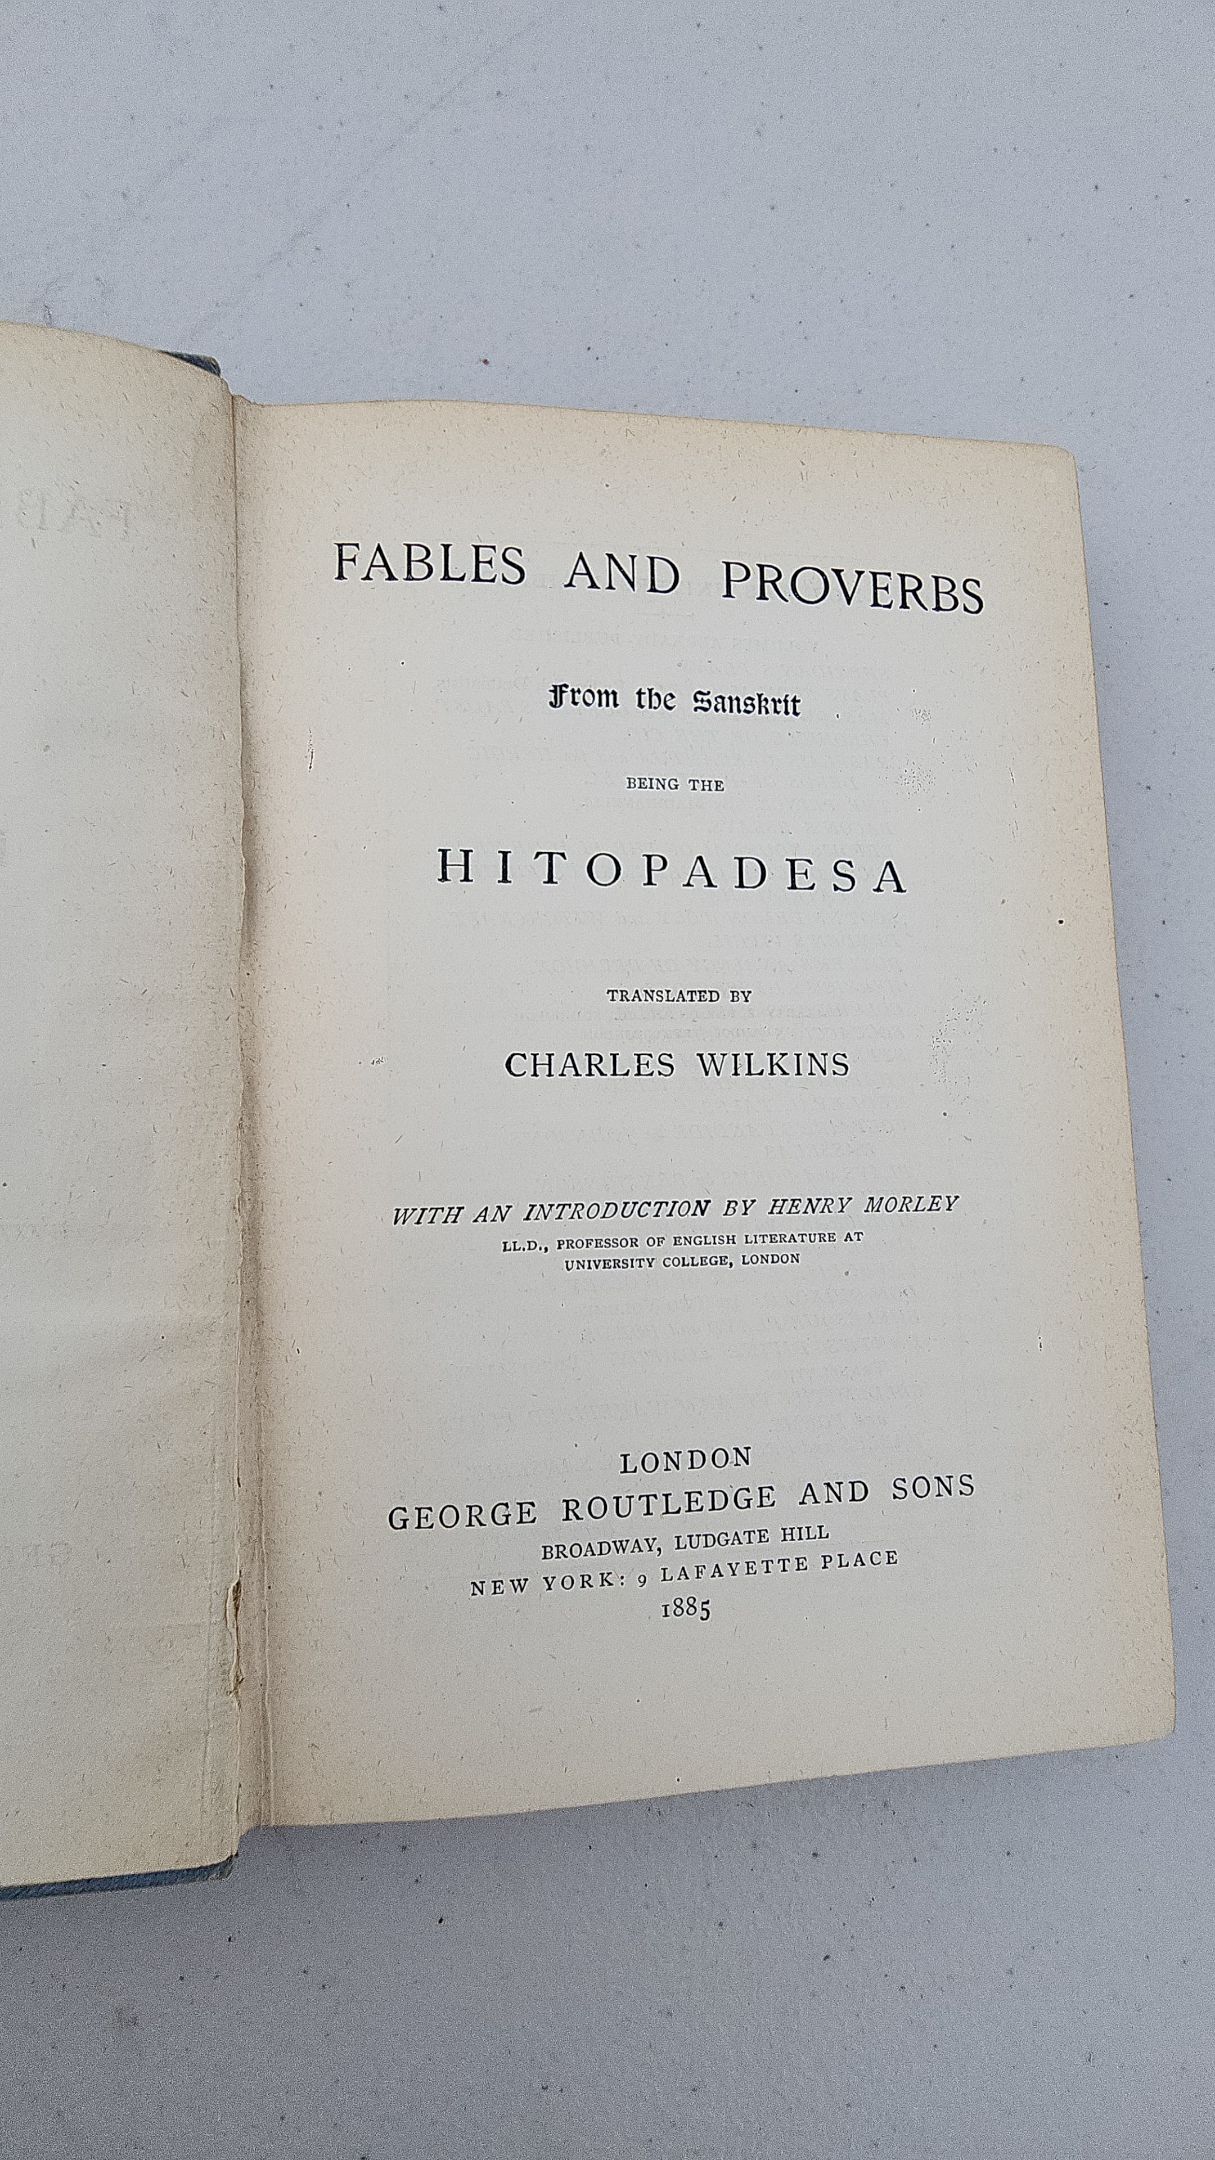 FABLES AND PROVERBS
From the Sanskrit
BEING THE
HITOPADESA
TRANSLATED BY
CHARLES WILKINS
WITH AN INTRODUCTION BY HENRY MORLEY
LL.D., PROFESSOR OF ENGLISH LITERATURE AT
UNIVERSITY COLLEGE, LONDON
LONDON
GEORGE ROUTLEDGE AND SONS
BROADWAY, LUDGATE HILL
NEW YORK: 9 LAFAYETTE PLACE
1885